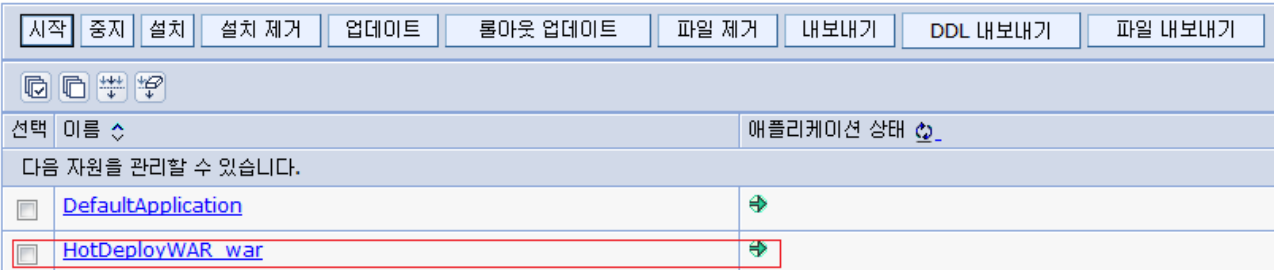 시작 중지 설치 설치 제거 업데이트 롤아웃 업데이트 파일 제거 내보내기 DDL 내보내기 파일 내보내기
선택 이름 애플리케이션 상태
다음 자원을 관리할 수 있습니다.
DefaultApplication
HotDeployWAR_war